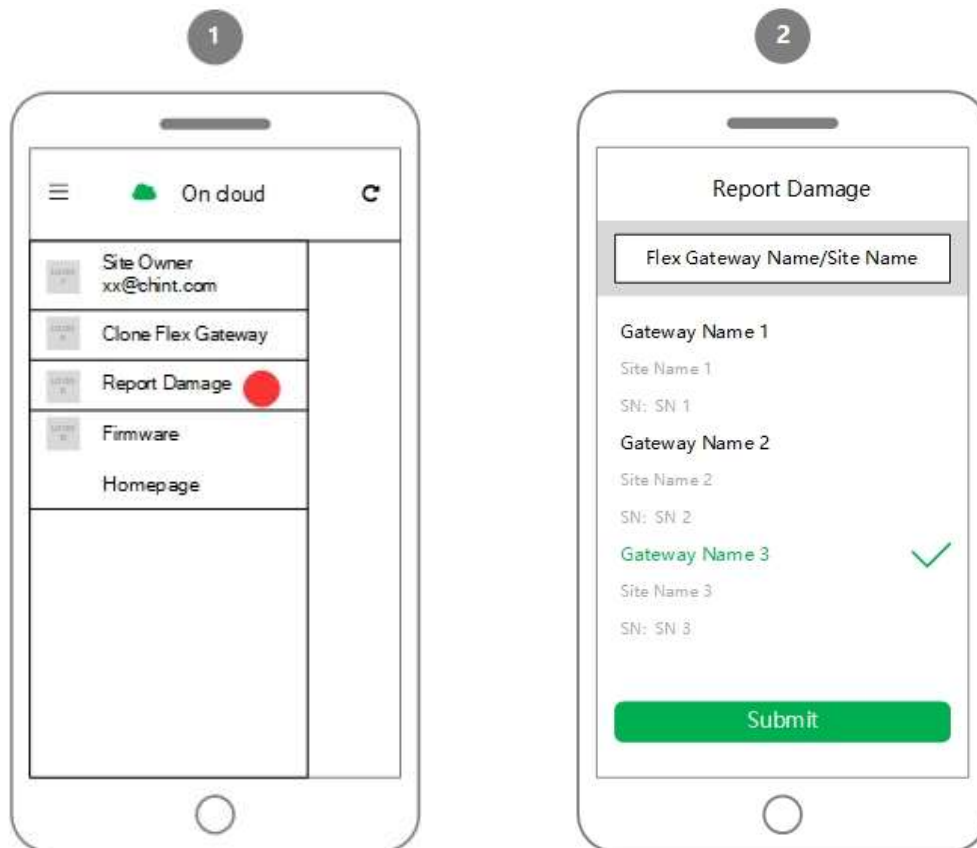 1
On cloud
Site Owner
xx@chint.com
Clone Flex Gateway
Report Damage
Firmware
Homepage
2
Report Damage
Flex Gateway Name/Site Name
Gateway Name 1
Site Name 1
SN: SN 1
Gateway Name 2
Site Name 2
SN: SN 2
Gateway Name 3
Site Name 3
SN: SN 3
Submit